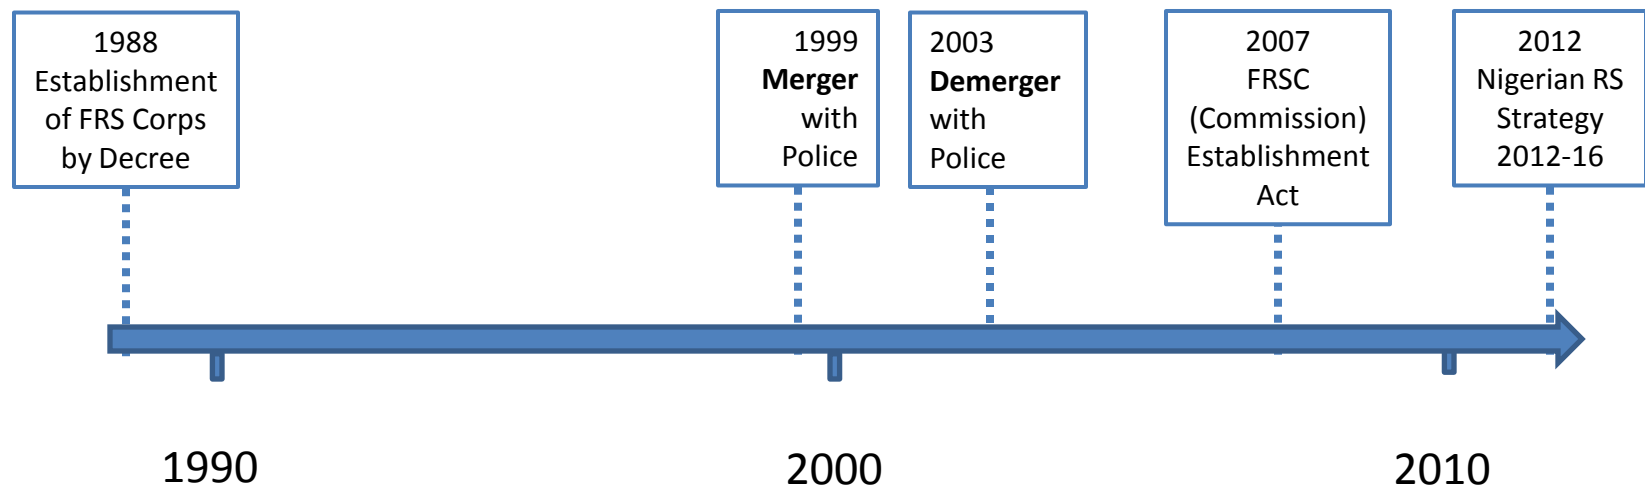 1988
Establishment
of FRS Corps
by Decree
1999
Merger
with
Police
2003
Demerger
with
Police
2007
FRSC
(Commission)
Establishment
Act
2012
Nigerian RS
Strategy
2012-16
1990
2000
2010